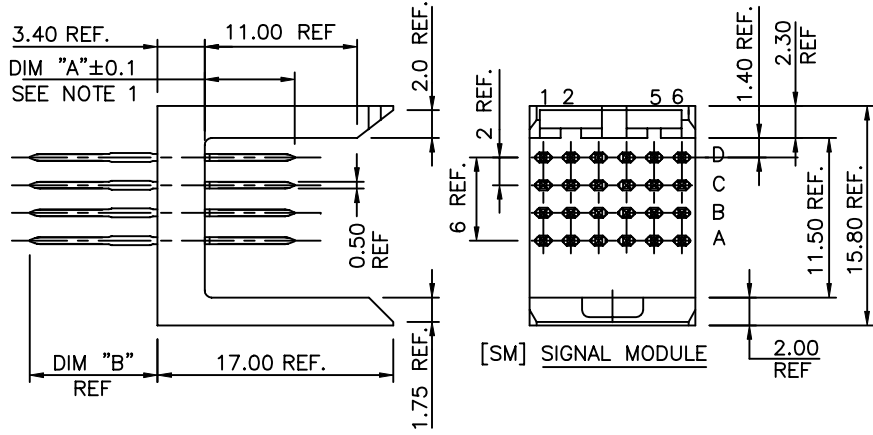 3.40 REF.
11.00 REF
DIM "A"±0.1
SEE NOTE 1
2.0 REF.
2 REF.
1.40 REF.
2.30
REF
1 2 5 6
D
C
B
A
6 REF.
0.50
REF
11.50 REF.
15.80 REF.
DIM "B"
REF
17.00 REF.
1.75 REF.
[SM] SIGNAL MODULE
2.00
REF